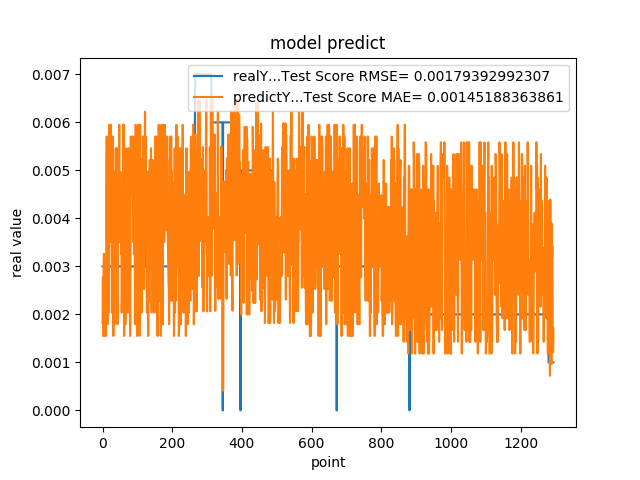 model predict
realY...Test Score RMSE= 0.00179392992307
predictY...Test Score MAE= 0.00145188363861
0.007
0.006
0.005
0.004
0.003
0.002
0.001
0.000
real value
0 200 400 600 800 1000 1200
point